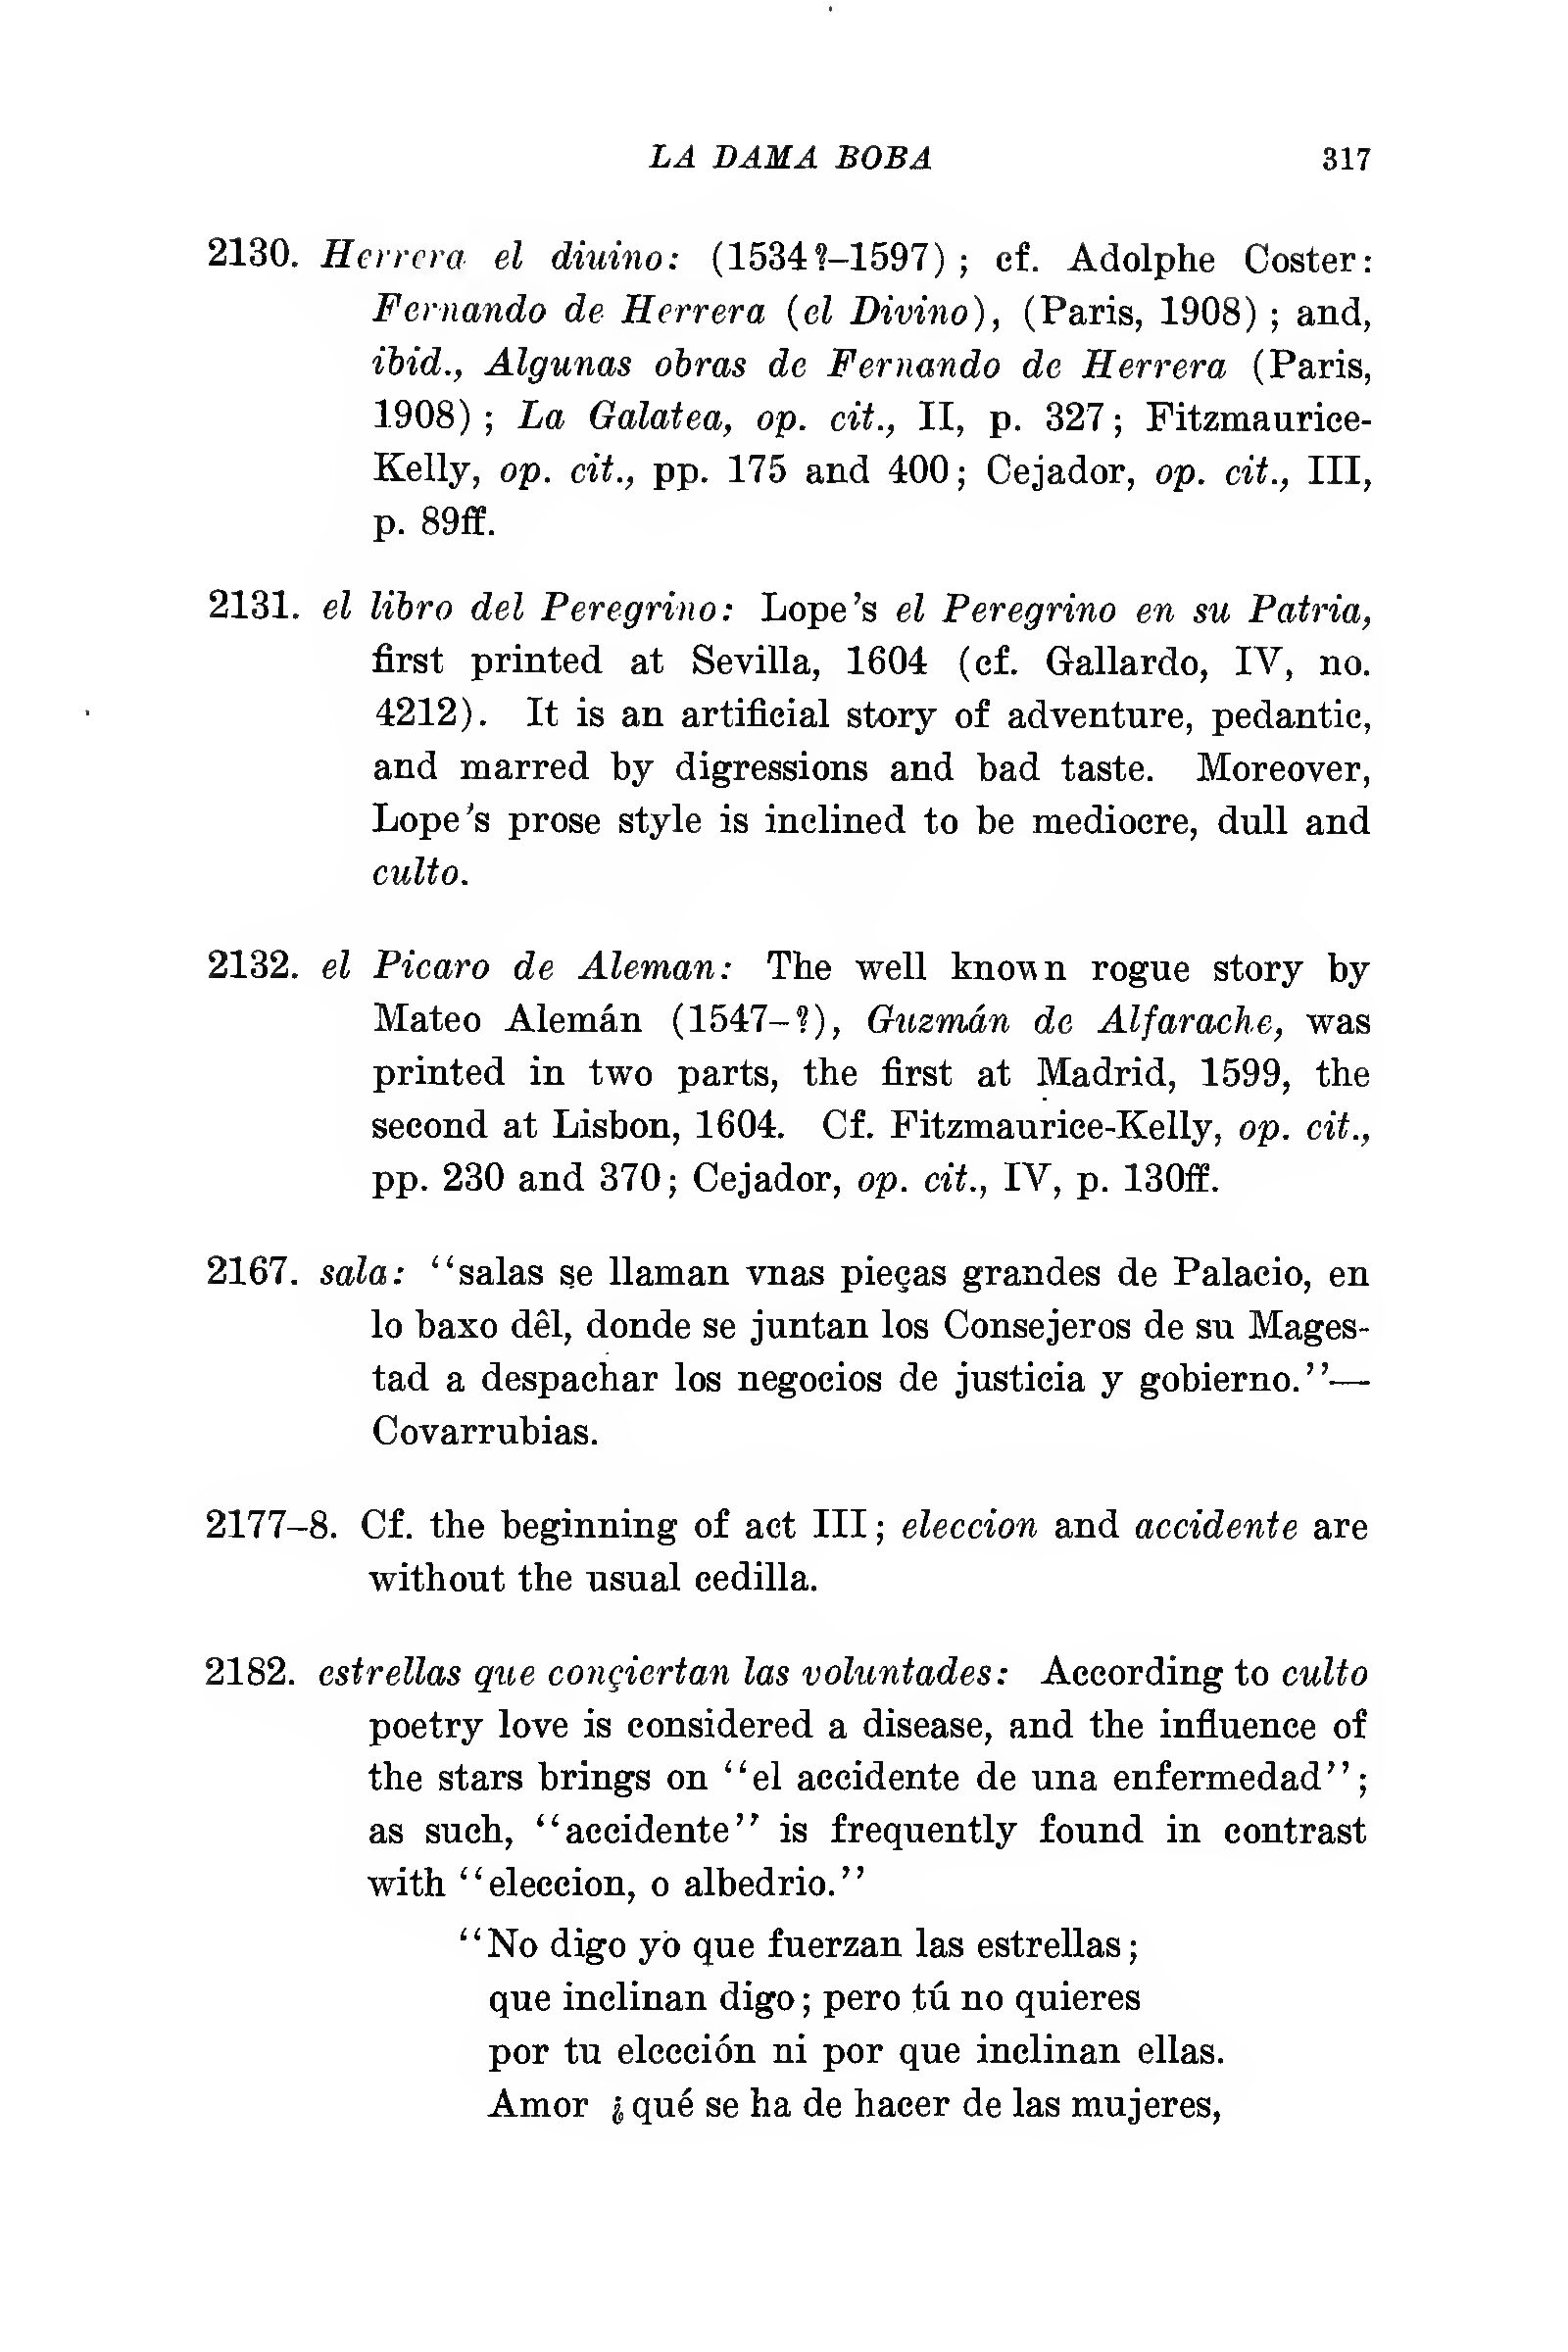 LA DAMA BOBA 317
2130. Herrera el diuino: (1534?–1597); cf. Adolphe Coster:
Fernando de Herrera (el Divino), (Paris, 1908); and,
ibid., Algunas obras de Fernando de Herrera (Paris,
1908); La Galatea, op. cit., II, p. 327; Fitzmaurice-
Kelly, op. cit., pp. 175 and 400; Cejador, op. cit., III,
p. 89ff.
2131. el libro del Peregrino: Lope's el Peregrino en su Patria,
first printed at Sevilla, 1604 (cf. Gallardo, IV, no.
4212). It is an artificial story of adventure, pedantic,
and marred by digressions and bad taste. Moreover,
Lope's prose style is inclined to be mediocre, dull and
culto.
2132. el Picaro de Aleman: The well known rogue story by
Mateo Alemán (1547–?), Guzmán de Alfarache, was
printed in two parts, the first at Madrid, 1599, the
second at Lisbon, 1604. Cf. Fitzmaurice-Kelly, op. cit.,
pp. 230 and 370; Cejador, op. cit., IV, p. 130ff.
2167. sala: "salas se llaman vnas pieças grandes de Palacio, en
lo baxo dêl, donde se juntan los Consejeros de su Mages-
tad a despachar los negocios de justicia y gobierno."—
Covarrubias.
2177–8. Cf. the beginning of act III; eleccion and accidente are
without the usual cedilla.
2182. estrellas que conçiertan las voluntades: According to culto
poetry love is considered a disease, and the influence of
the stars brings on "el accidente de una enfermedad";
as such, "accidente" is frequently found in contrast
with "eleccion, o albedrio."
"No digo yo que fuerzan las estrellas;
que inclinan digo; pero tú no quieres
por tu elección ni por que inclinan ellas.
Amor ¿qué se ha de hacer de las mujeres,